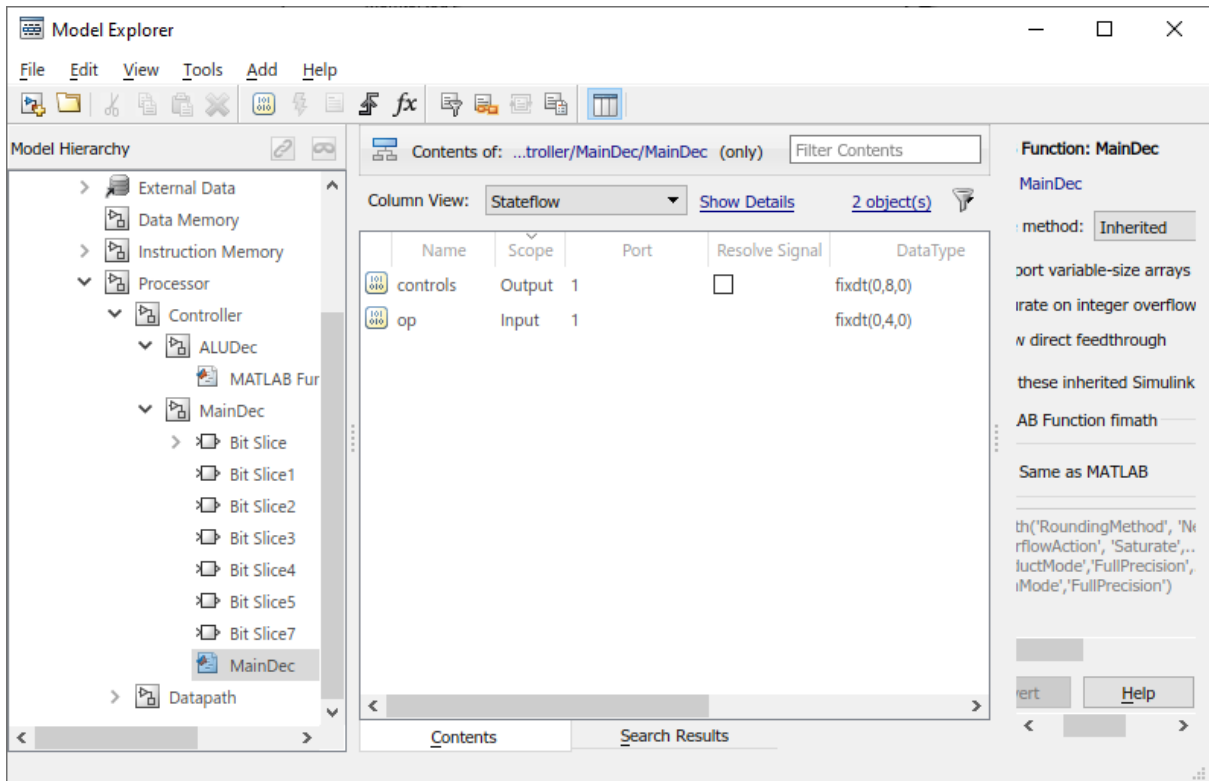 Model Explorer
File Edit View Tools Add Help
fx
Model Hierarchy
External Data
Data Memory
Instruction Memory
Processor
Controller
ALUDec
MATLAB Fur
MainDec
Bit Slice
Bit Slice1
Bit Slice2
Bit Slice3
Bit Slice4
Bit Slice5
Bit Slice7
MainDec
Datapath
Contents of: ...troller/MainDec/MainDec (only) Filter Contents
Column View: Stateflow Show Details 2 object(s)
Name Scope Port Resolve Signal DataType
controls Output 1 fixdt(0,8,0)
op Input 1 fixdt(0,4,0)
Contents Search Results
Function: MainDec
MainDec
method: Inherited
port variable-size arrays
urate on integer overflow
w direct feedthrough
these inherited Simulink
AB Function fimath
Same as MATLAB
th('RoundingMethod', 'Ne
rflowAction', 'Saturate',..
ductMode','FullPrecision',.
nMode','FullPrecision')
vert Help